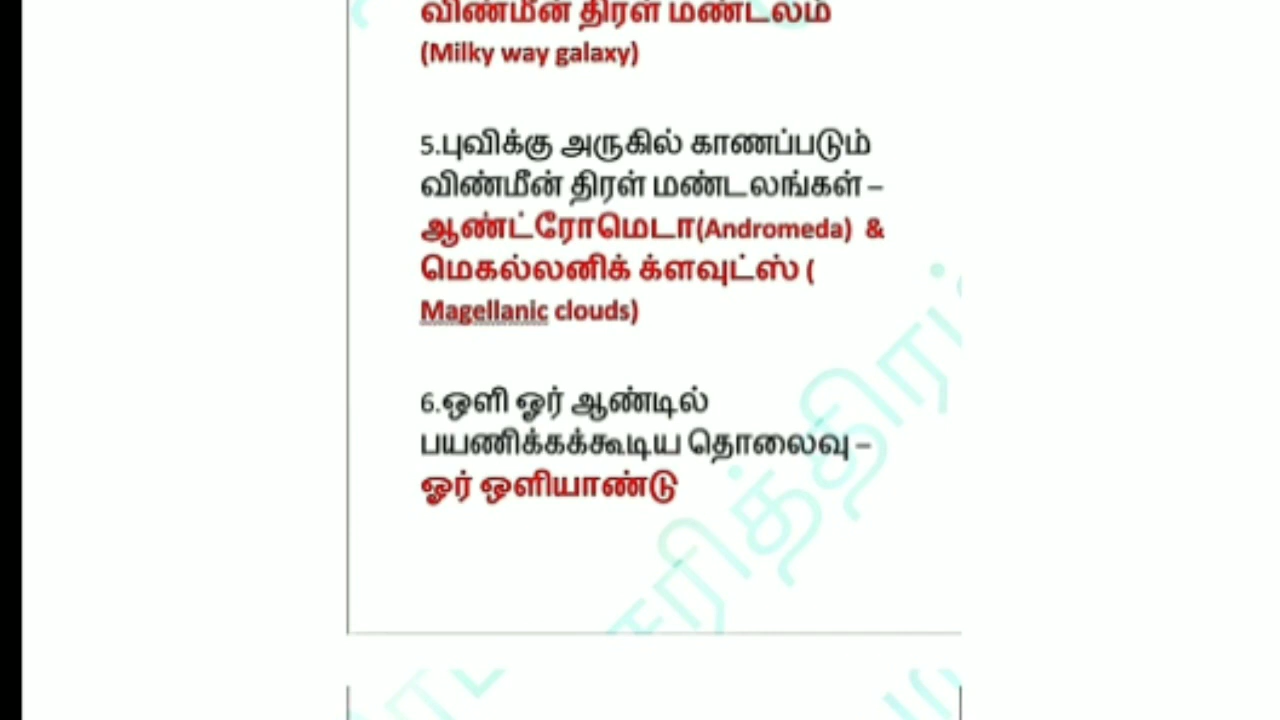 விண்மீன் திரள் மண்டலம்
(Milky way galaxy)
5.புவிக்கு அருகில் காணப்படும்
விண்மீன் திரள் மண்டலங்கள் –
ஆண்ட்ரோமெடா(Andromeda) &
மெகல்லனிக் க்ளவுட்ஸ் (
Magellanic clouds)
6.ஒளி ஓர் ஆண்டில்
பயணிக்கக்கூடிய தொலைவு –
ஓர் ஒளியாண்டு